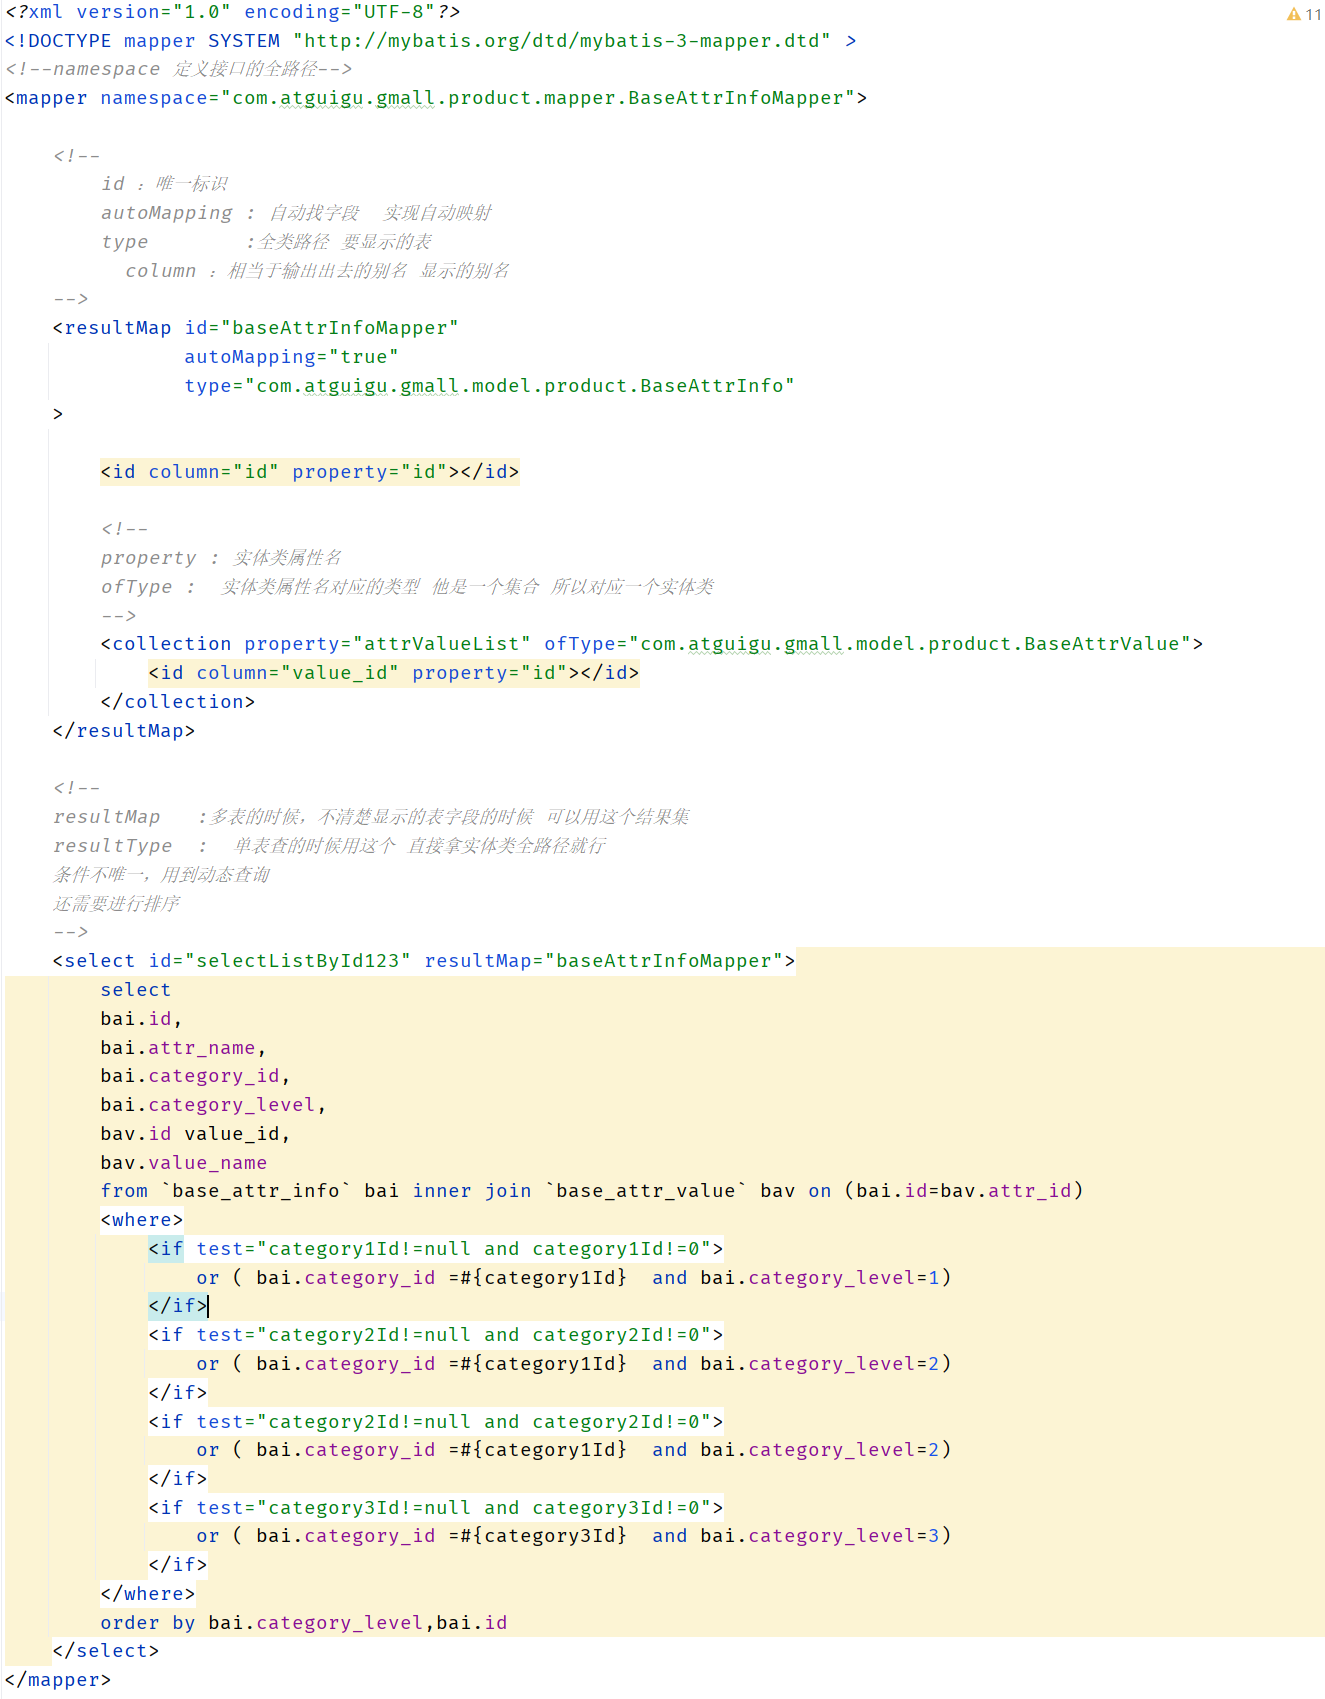 <?xml version="1.0" encoding="UTF-8"?>
11
<!DOCTYPE mapper SYSTEM "http://mybatis.org/dtd/mybatis-3-mapper.dtd" >
<!--namespace 定义接口的全路径-->
<mapper namespace="com.atguigu.gmall.product.mapper.BaseAttrInfoMapper">
<!--
id ：唯一标识
autoMapping : 自动找字段  实现自动映射
type        :全类路径 要显示的表
column ：相当于输出出去的别名 显示的别名
-->
<resultMap id="baseAttrInfoMapper"
autoMapping="true"
type="com.atguigu.gmall.model.product.BaseAttrInfo"
>
<id column="id" property="id"></id>
<!--
property : 实体类属性名
ofType :  实体类属性名对应的类型 他是一个集合 所以对应一个实体类
-->
<collection property="attrValueList" ofType="com.atguigu.gmall.model.product.BaseAttrValue">
<id column="value_id" property="id"></id>
</collection>
</resultMap>
<!--
resultMap   :多表的时候，不清楚显示的表字段的时候 可以用这个结果集
resultType  :  单表查的时候用这个 直接拿实体类全路径就行
条件不唯一，用到动态查询
还需要进行排序
-->
<select id="selectListById123" resultMap="baseAttrInfoMapper">
select
bai.id,
bai.attr_name,
bai.category_id,
bai.category_level,
bav.id value_id,
bav.value_name
from `base_attr_info` bai inner join `base_attr_value` bav on (bai.id=bav.attr_id)
<where>
<if test="category1Id!=null and category1Id!=0">
or ( bai.category_id =#{category1Id}  and bai.category_level=1)
</if>
<if test="category2Id!=null and category2Id!=0">
or ( bai.category_id =#{category1Id}  and bai.category_level=2)
</if>
<if test="category2Id!=null and category2Id!=0">
or ( bai.category_id =#{category1Id}  and bai.category_level=2)
</if>
<if test="category3Id!=null and category3Id!=0">
or ( bai.category_id =#{category3Id}  and bai.category_level=3)
</if>
</where>
order by bai.category_level,bai.id
</select>
</mapper>